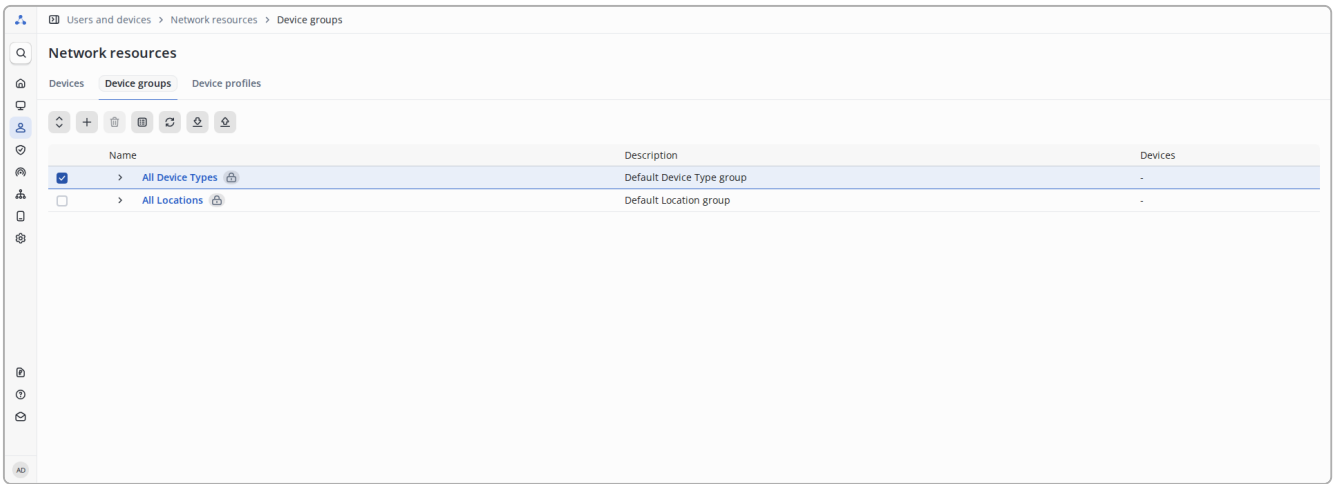 Users and devices > Network resources > Device groups
Network resources
Devices Device groups Device profiles
Name Description Devices
All Device Types Default Device Type group -
All Locations Default Location group -
AD